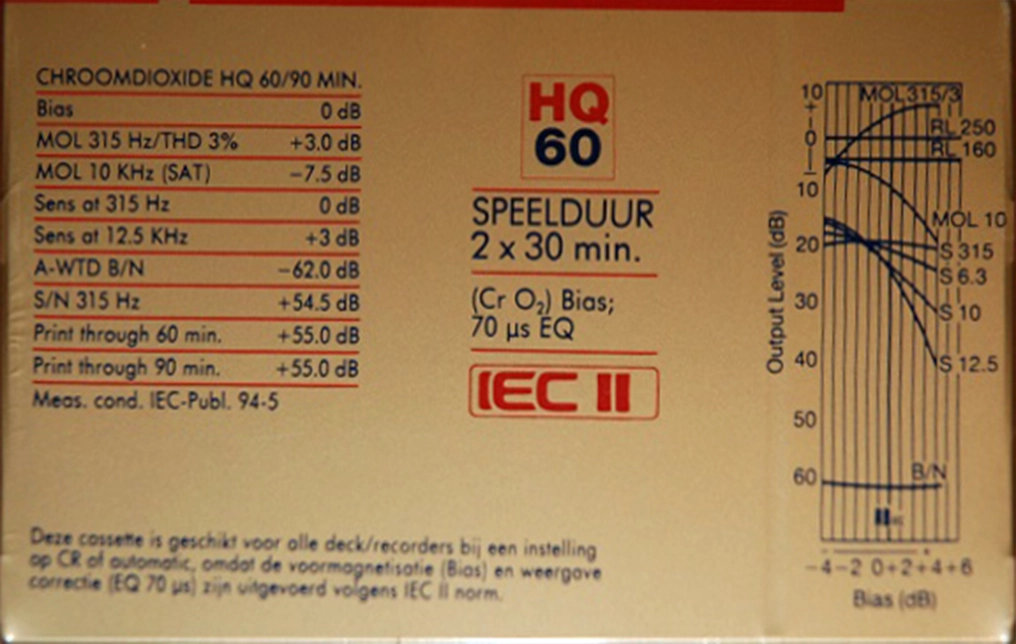 CHROOMDIOXIDE HQ 60/90 MIN.
Bias 0 dB
MOL 315 Hz/THD 3% +3.0 dB
MOL 10 KHz (SAT) −7.5 dB
Sens at 315 Hz 0 dB
Sens at 12.5 KHz +3 dB
A-WTD B/N −62.0 dB
S/N 315 Hz +54.5 dB
Print through 60 min. +55.0 dB
Print through 90 min. +55.0 dB
Meas. cond. IEC-Publ. 94-5
HQ
60
SPEELDUUR
2 x 30 min.
(Cr O₂) Bias;
70 µs EQ
IEC II
Deze cassette is geschikt voor alle deck/recorders bij een instelling
op CR of automatic, omdat de voormagnetisatie (Bias) en weergave
correctie (EQ 70 µs) zijn uitgevoerd volgens IEC II norm.
Output Level (dB)
10
+
0
−
10
20
30
40
50
60
MOL 315/3
RL 250
RL 160
MOL 10
S 315
S 6.3
S 10
S 12.5
B/N
II IEC
− +
−4−2 0+2+4+6
Bias (dB)